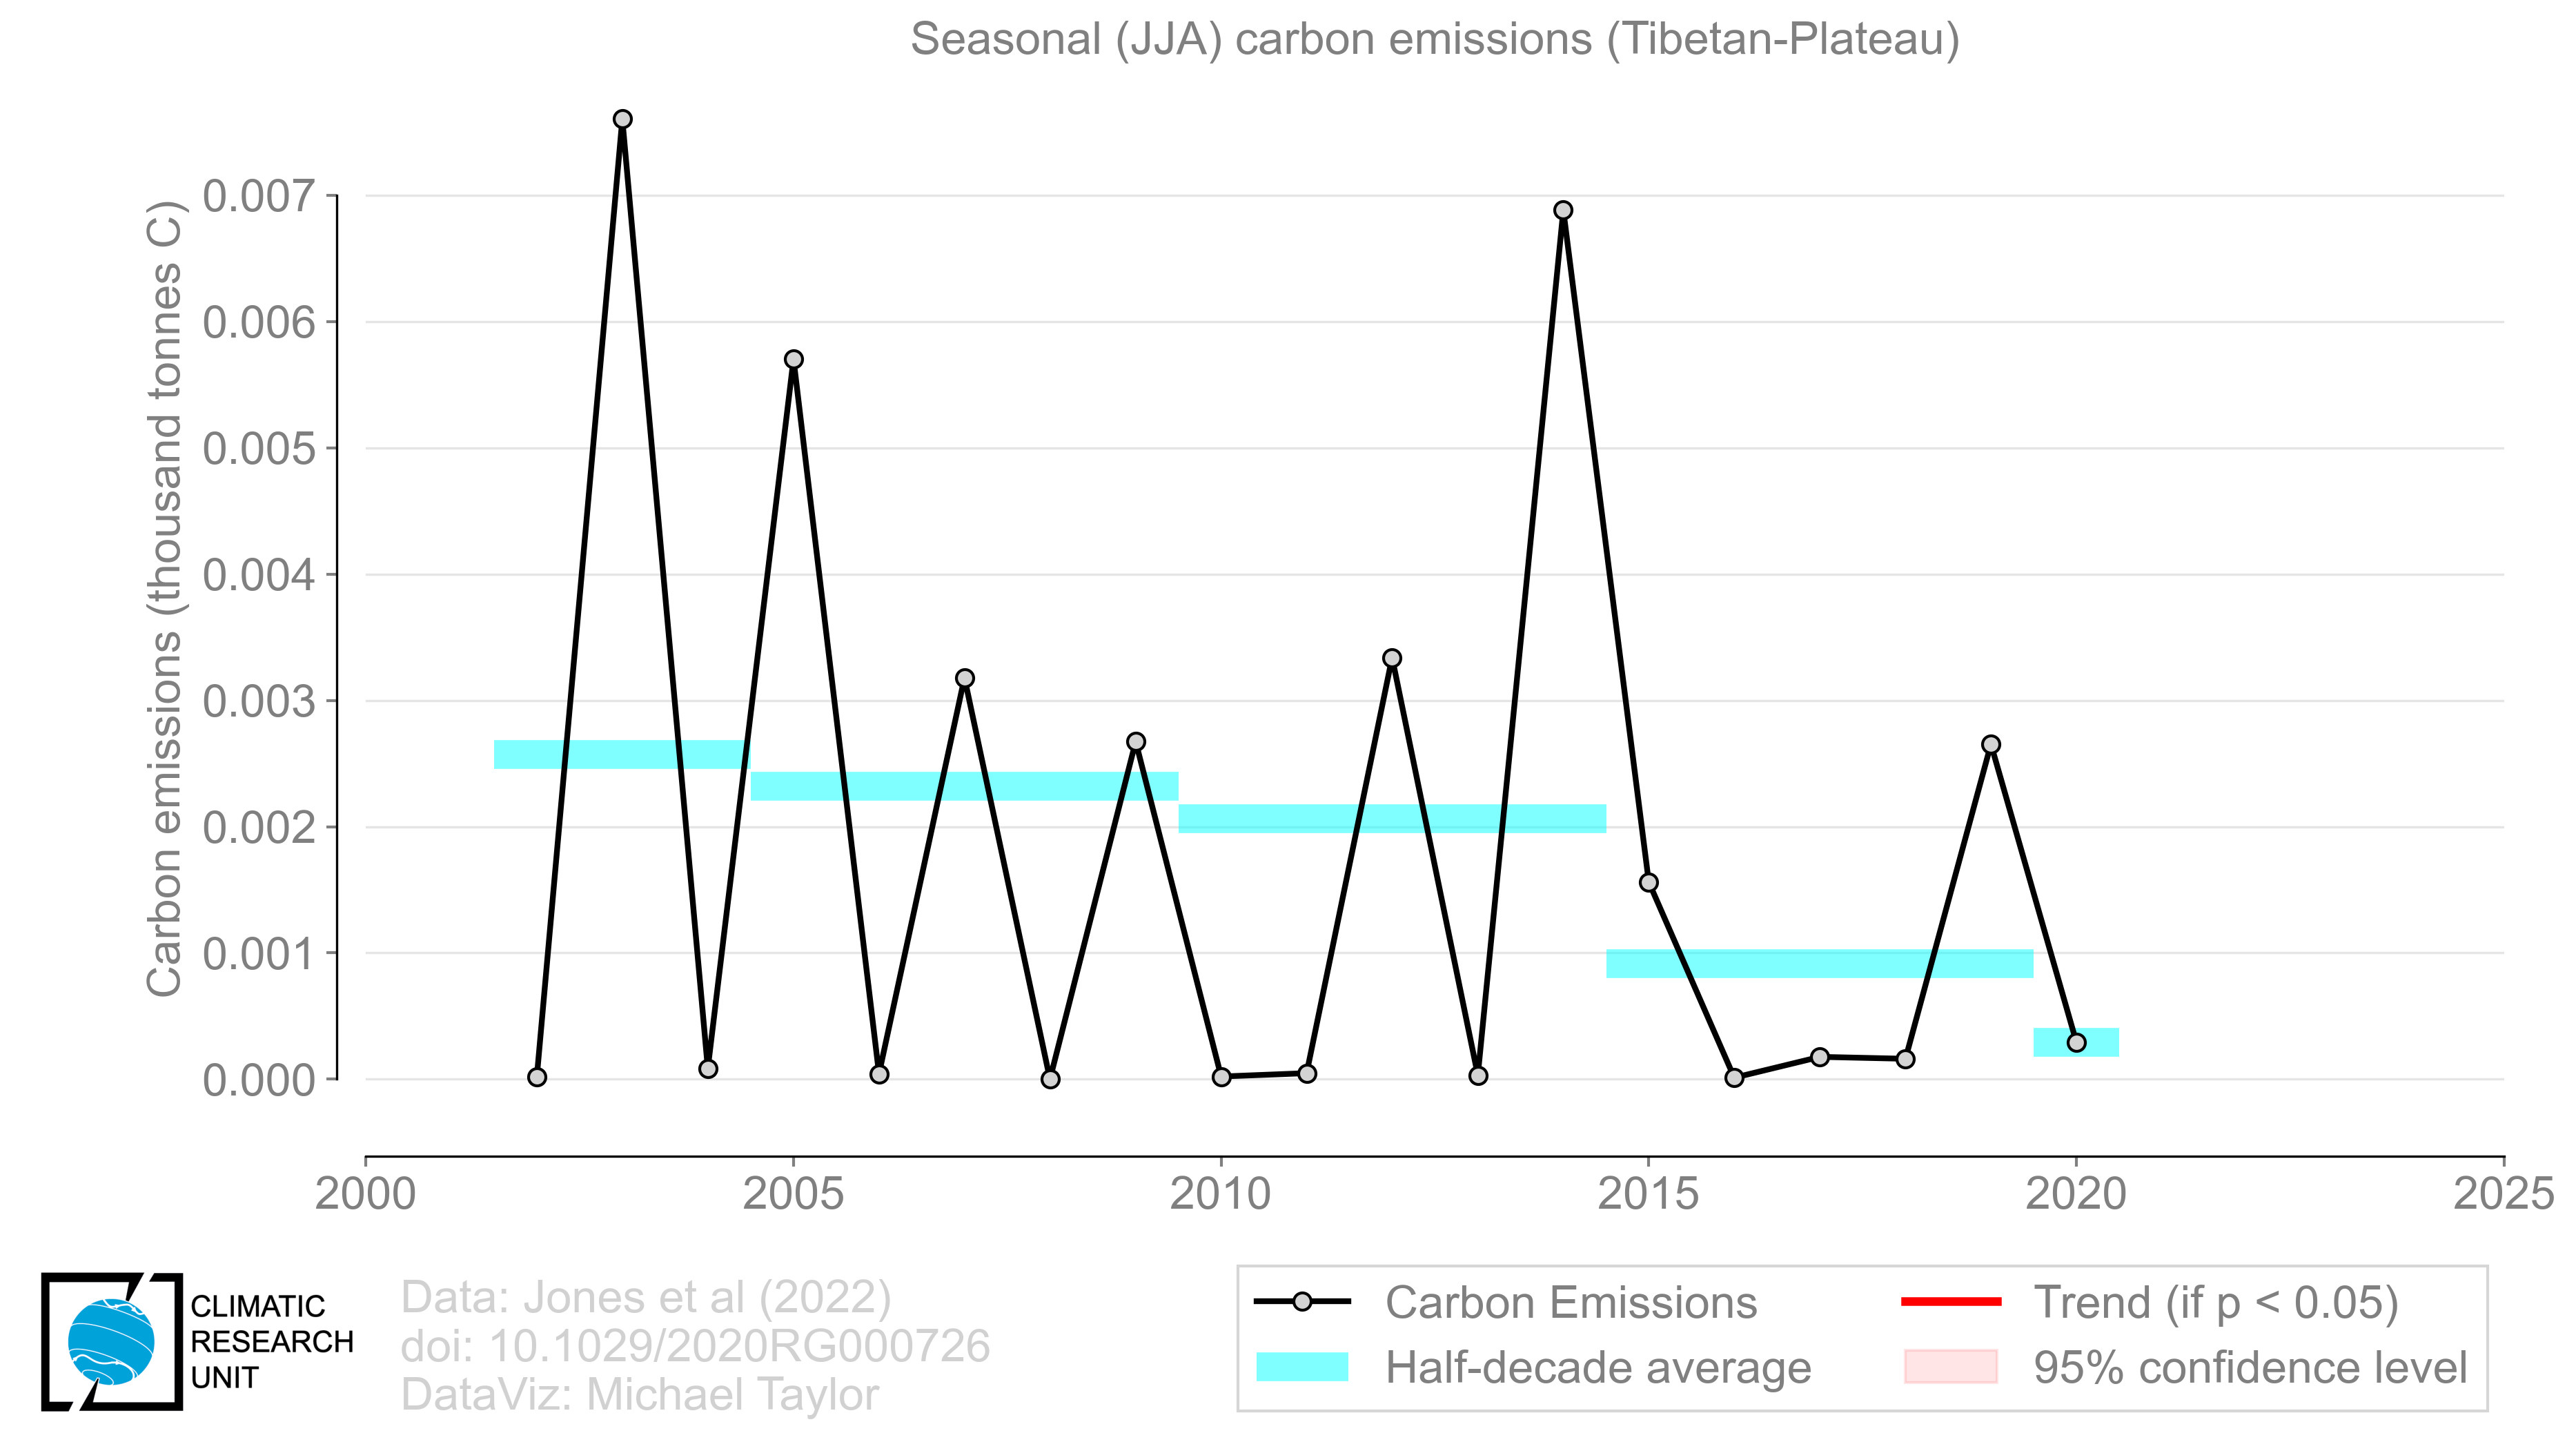 Seasonal (JJA) carbon emissions (Tibetan-Plateau)
Carbon emissions (thousand tonnes C)
0.007
0.006
0.005
0.004
0.003
0.002
0.001
0.000
2000
2005
2010
2015
2020
2025
CLIMATIC
RESEARCH
UNIT
Data: Jones et al (2022)
doi: 10.1029/2020RG000726
DataViz: Michael Taylor
Carbon Emissions
Half-decade average
Trend (if p < 0.05)
95% confidence level